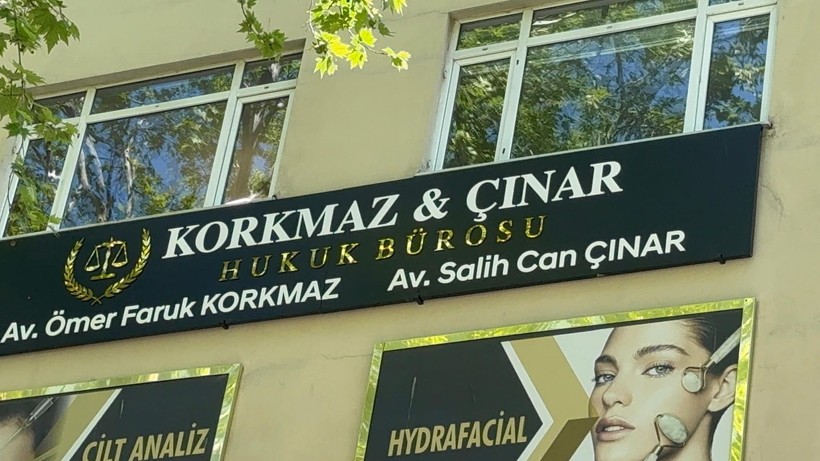 KORKMAZ & ÇINAR
HUKUK BÜROSU
Av. Ömer Faruk KORKMAZ
Av. Salih Can ÇINAR
CİLT ANALİZ
HYDRAFACIAL